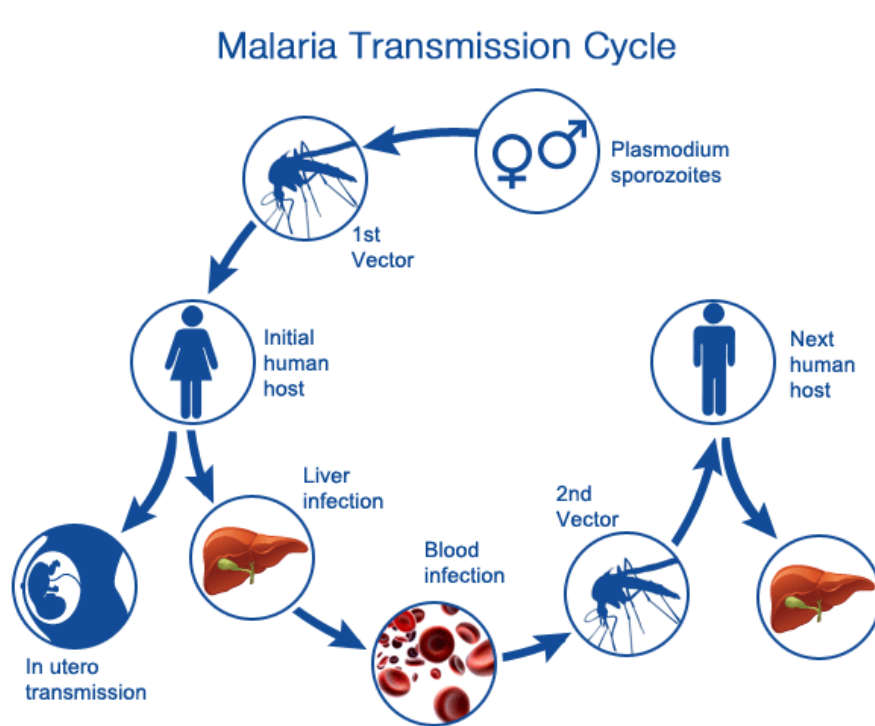 Malaria Transmission Cycle
Plasmodium
sporozoites
1st
Vector
Initial
human
host
Next
human
host
Liver
infection
2nd
Vector
Blood
infection
In utero
transmission